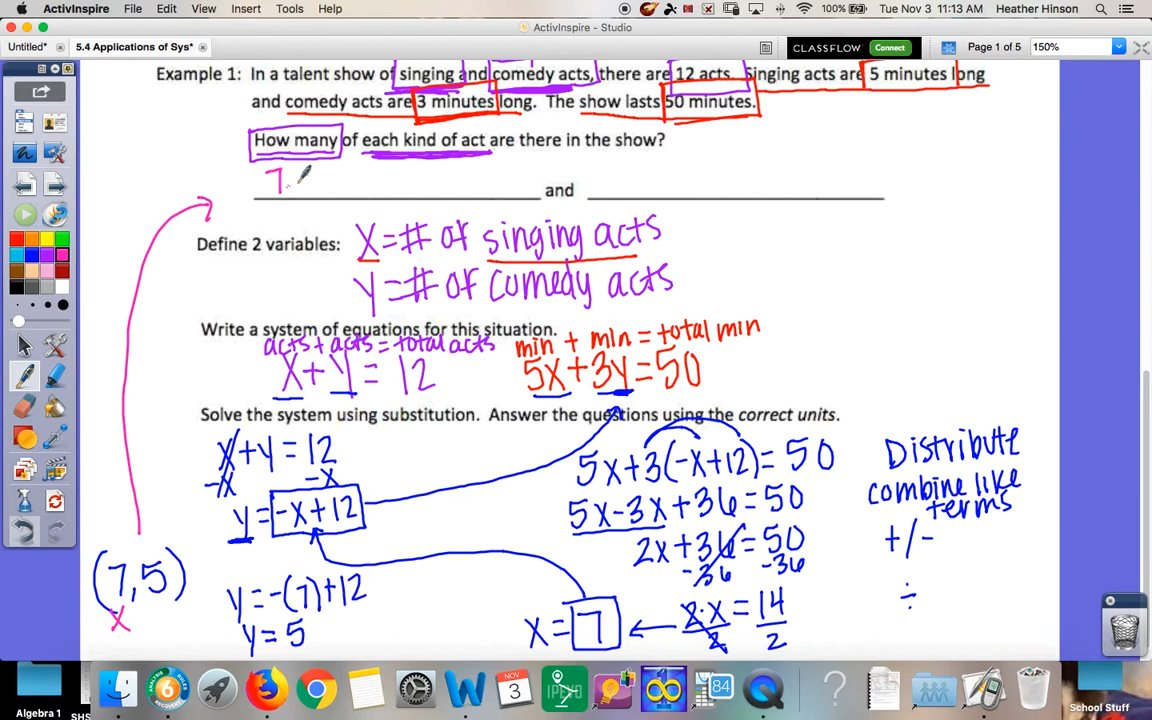 ActivInspire File Edit View Insert Tools Help 100% Tue Nov 3 11:13 AM Heather Hinson
ActivInspire - Studio
Untitled* 5.4 Applications of Sys* CLASSFLOW Connect Page 1 of 5 150%
Example 1: In a talent show of singing and comedy acts, there are 12 acts. Singing acts are 5 minutes long
and comedy acts are 3 minutes long. The show lasts 50 minutes.
How many of each kind of act are there in the show?
7
and
Define 2 variables: X = # of singing acts
y = # of comedy acts
Write a system of equations for this situation.
acts + acts = total acts min + min = total min
X + y = 12 5x + 3y = 50
Solve the system using substitution. Answer the questions using the correct units.
x + y = 12
-x -x
y = -x + 12
5x + 3(-x + 12) = 50
5x - 3x + 36 = 50
2x + 36 = 50
-36 -36
2·x = 14
2 2
x = 7
Distribute
combine like
terms
+/-
÷
(7,5)
x
y = -(7) + 12
y = 5
NOV
3
84
Algebra 1 SHS
School Stuff